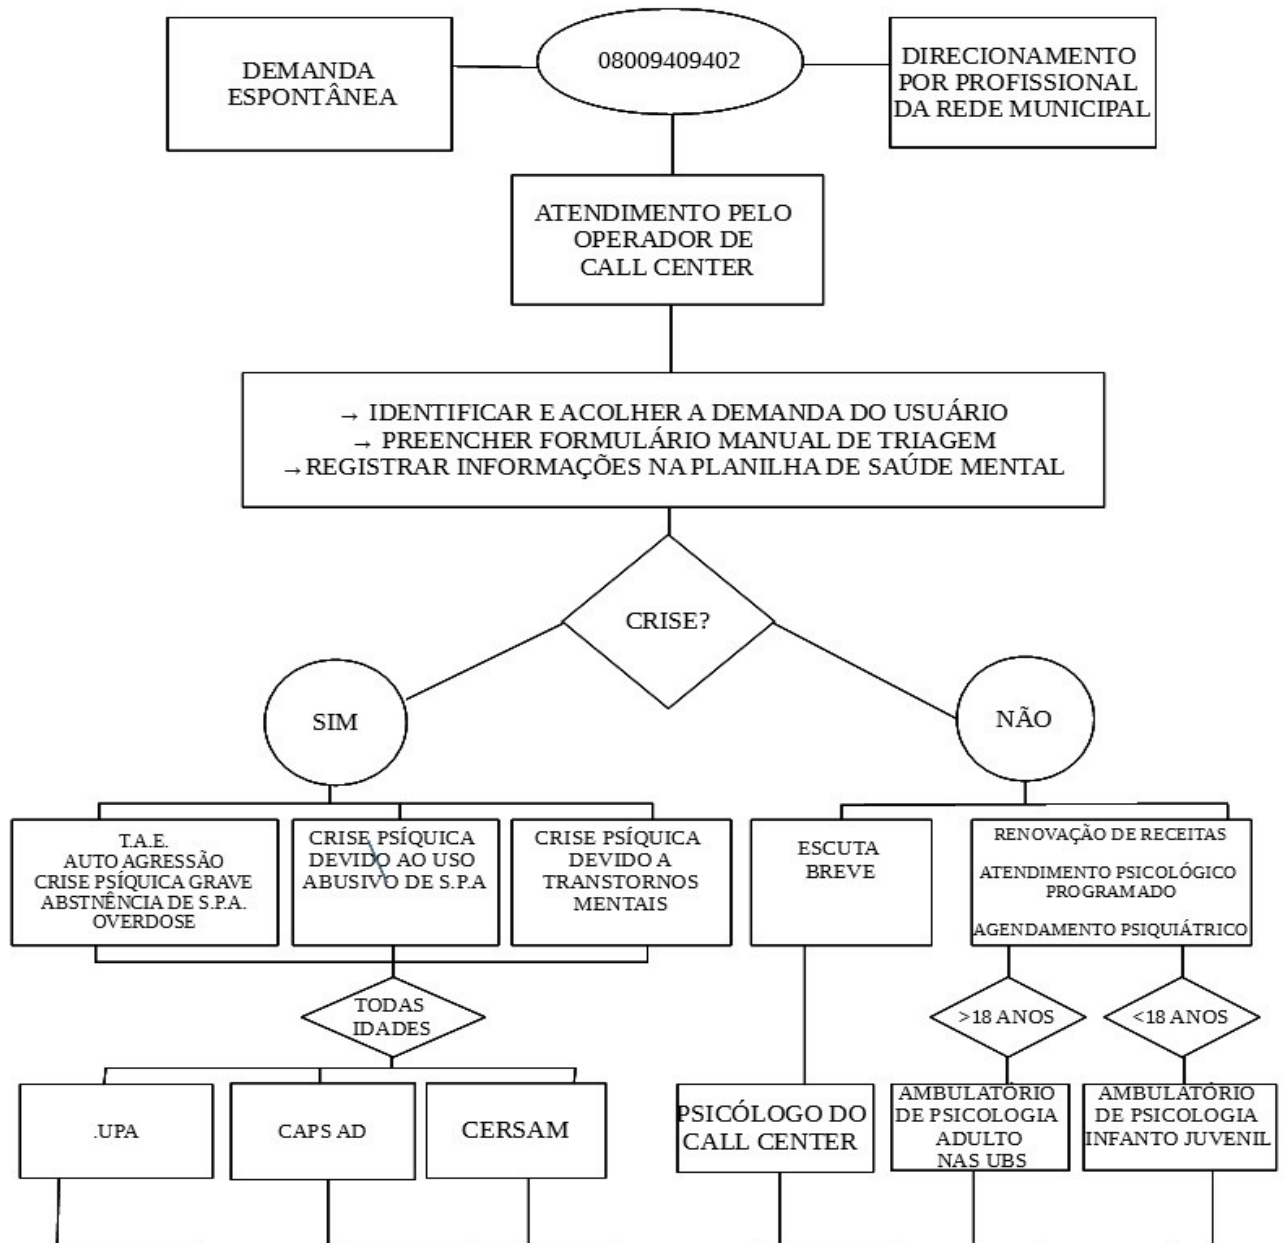 DEMANDA
ESPONTÂNEA
08009409402
DIRECIONAMENTO
POR PROFISSIONAL
DA REDE MUNICIPAL
ATENDIMENTO PELO
OPERADOR DE
CALL CENTER
→ IDENTIFICAR E ACOLHER A DEMANDA DO USUÁRIO
→ PREENCHER FORMULÁRIO MANUAL DE TRIAGEM
→REGISTRAR INFORMAÇÕES NA PLANILHA DE SAÚDE MENTAL
CRISE?
SIM
NÃO
T.A.E.
AUTO AGRESSÃO
CRISE PSÍQUICA GRAVE
ABSTNÊNCIA DE S.P.A.
OVERDOSE
CRISE PSÍQUICA
DEVIDO AO USO
ABUSIVO DE S.P.A
CRISE PSÍQUICA
DEVIDO A
TRANSTORNOS
MENTAIS
ESCUTA
BREVE
RENOVAÇÃO DE RECEITAS
ATENDIMENTO PSICOLÓGICO
PROGRAMADO
AGENDAMENTO PSIQUIÁTRICO
TODAS
IDADES
>18 ANOS
<18 ANOS
.UPA
CAPS AD
CERSAM
PSICÓLOGO DO
CALL CENTER
AMBULATÓRIO
DE PSICOLOGIA
ADULTO
NAS UBS
AMBULATÓRIO
DE PSICOLOGIA
INFANTO JUVENIL